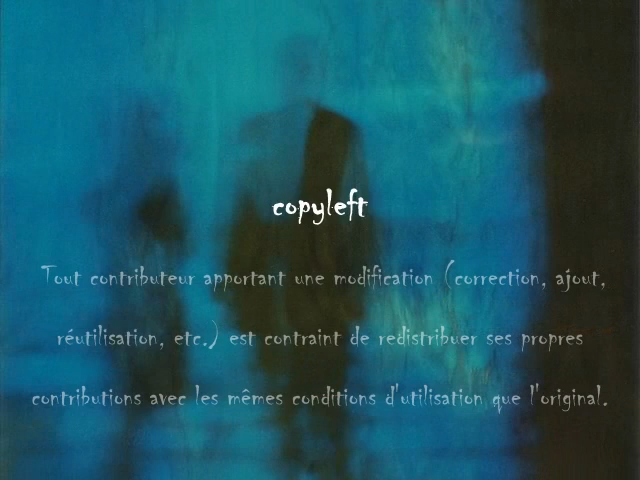 copyleft
Tout contributeur apportant une modification (correction, ajout,
réutilisation, etc.) est contraint de redistribuer ses propres
contributions avec les mêmes conditions d'utilisation que l'original.